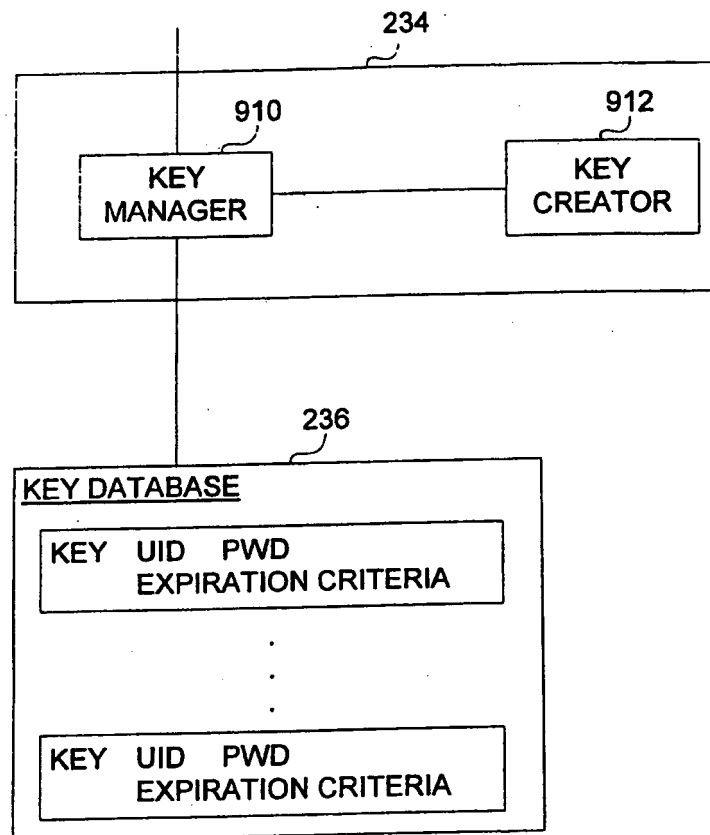 234
910
912
KEY
MANAGER
KEY
CREATOR
236
KEY DATABASE
KEY UID PWD
EXPIRATION CRITERIA
KEY UID PWD
EXPIRATION CRITERIA